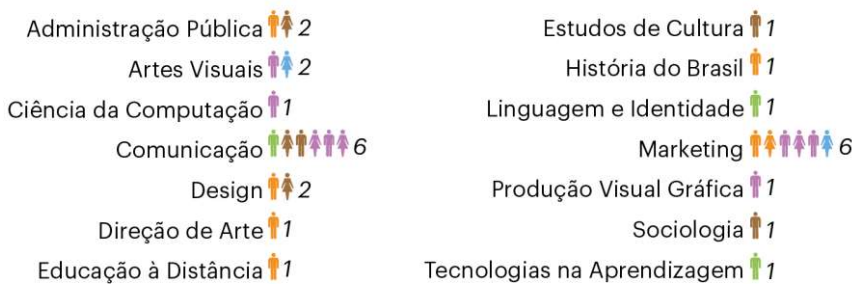 Administração Pública 2
Artes Visuais 2
Ciência da Computação 1
Comunicação 6
Design 2
Direção de Arte 1
Educação à Distância 1
Estudos de Cultura 1
História do Brasil 1
Linguagem e Identidade 1
Marketing 6
Produção Visual Gráfica 1
Sociologia 1
Tecnologias na Aprendizagem 1